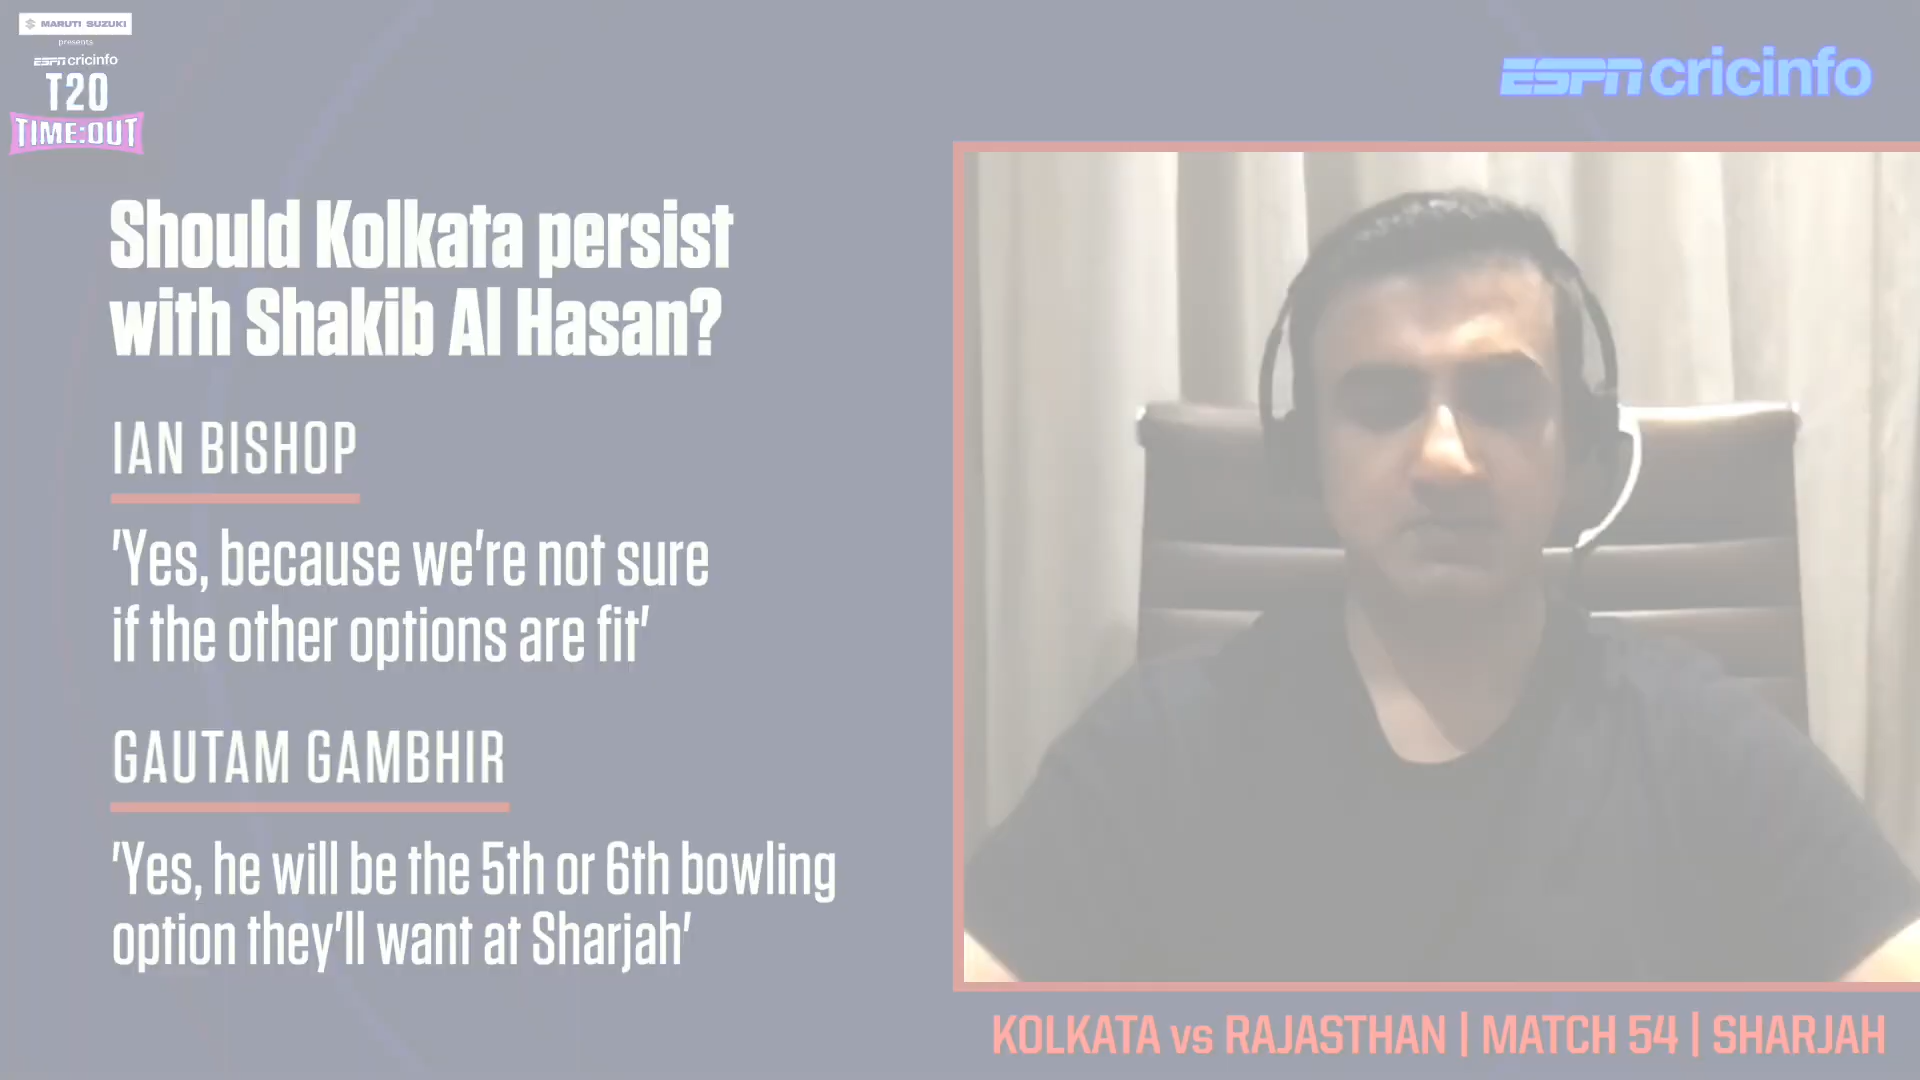 MARUTI SUZUKI
presents
ESPN cricinfo
T20
TIME:OUT
ESPN cricinfo
Should Kolkata persist
with Shakib Al Hasan?
IAN BISHOP
'Yes, because we're not sure
if the other options are fit'
GAUTAM GAMBHIR
'Yes, he will be the 5th or 6th bowling
option they'll want at Sharjah'
KOLKATA vs RAJASTHAN | MATCH 54 | SHARJAH